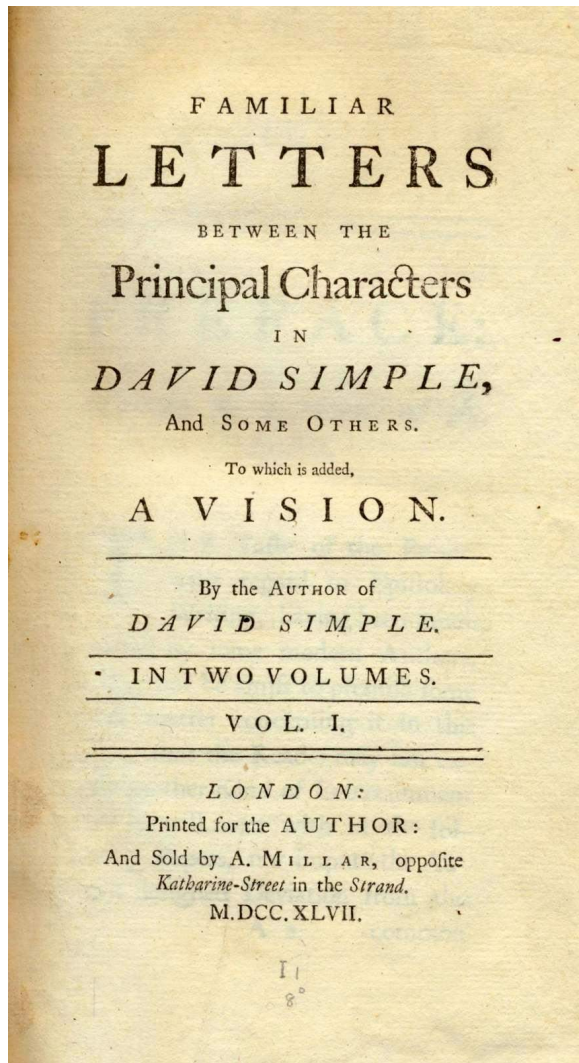 FAMILIAR
LETTERS
BETWEEN THE
Principal Characters
IN
DAVID SIMPLE,
And SOME OTHERS.
To which is added,
A VISION.
By the AUTHOR of
DAVID SIMPLE.
IN TWO VOLUMES.
VOL. I.
LONDON:
Printed for the AUTHOR:
And Sold by A. MILLAR, oppoſite
Katharine-Street in the Strand.
M.DCC.XLVII.
8°